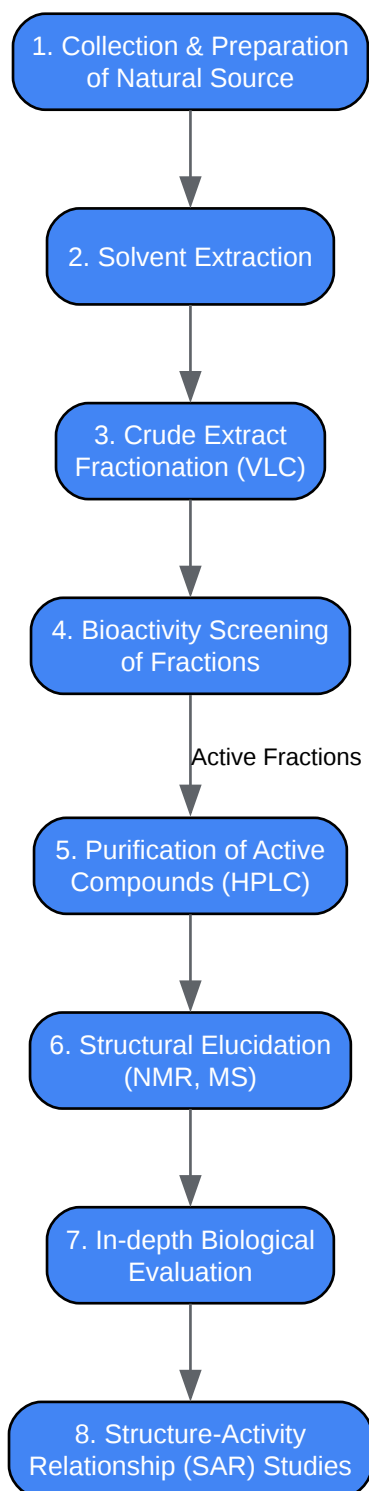 1. Collection & Preparation
of Natural Source
2. Solvent Extraction
3. Crude Extract
Fractionation (VLC)
4. Bioactivity Screening
of Fractions
Active Fractions
5. Purification of Active
Compounds (HPLC)
6. Structural Elucidation
(NMR, MS)
7. In-depth Biological
Evaluation
8. Structure-Activity
Relationship (SAR) Studies